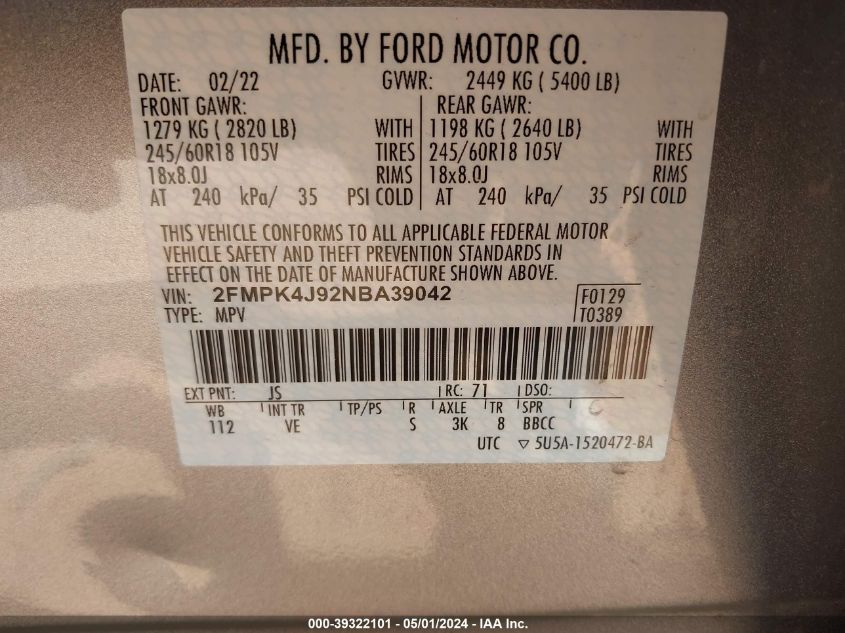 MFD. BY FORD MOTOR CO.
DATE: 02/22 GVWR: 2449 KG ( 5400 LB)
FRONT GAWR: REAR GAWR:
1279 KG ( 2820 LB) WITH 1198 KG ( 2640 LB) WITH
245/60R18 105V TIRES 245/60R18 105V TIRES
18x8.0J RIMS 18x8.0J RIMS
AT 240 kPa/ 35 PSI COLD AT 240 kPa/ 35 PSI COLD
THIS VEHICLE CONFORMS TO ALL APPLICABLE FEDERAL MOTOR
VEHICLE SAFETY AND THEFT PREVENTION STANDARDS IN
EFFECT ON THE DATE OF MANUFACTURE SHOWN ABOVE.
VIN: 2FMPK4J92NBA39042 F0129
TYPE: MPV T0389
EXT PNT: JS RC: 71 DSO:
WB INT TR TP/PS R AXLE TR SPR C
112 VE S 3K 8 BBCC
UTC ▽ 5U5A-1520472-BA
000-39322101 - 05/01/2024 - IAA Inc.